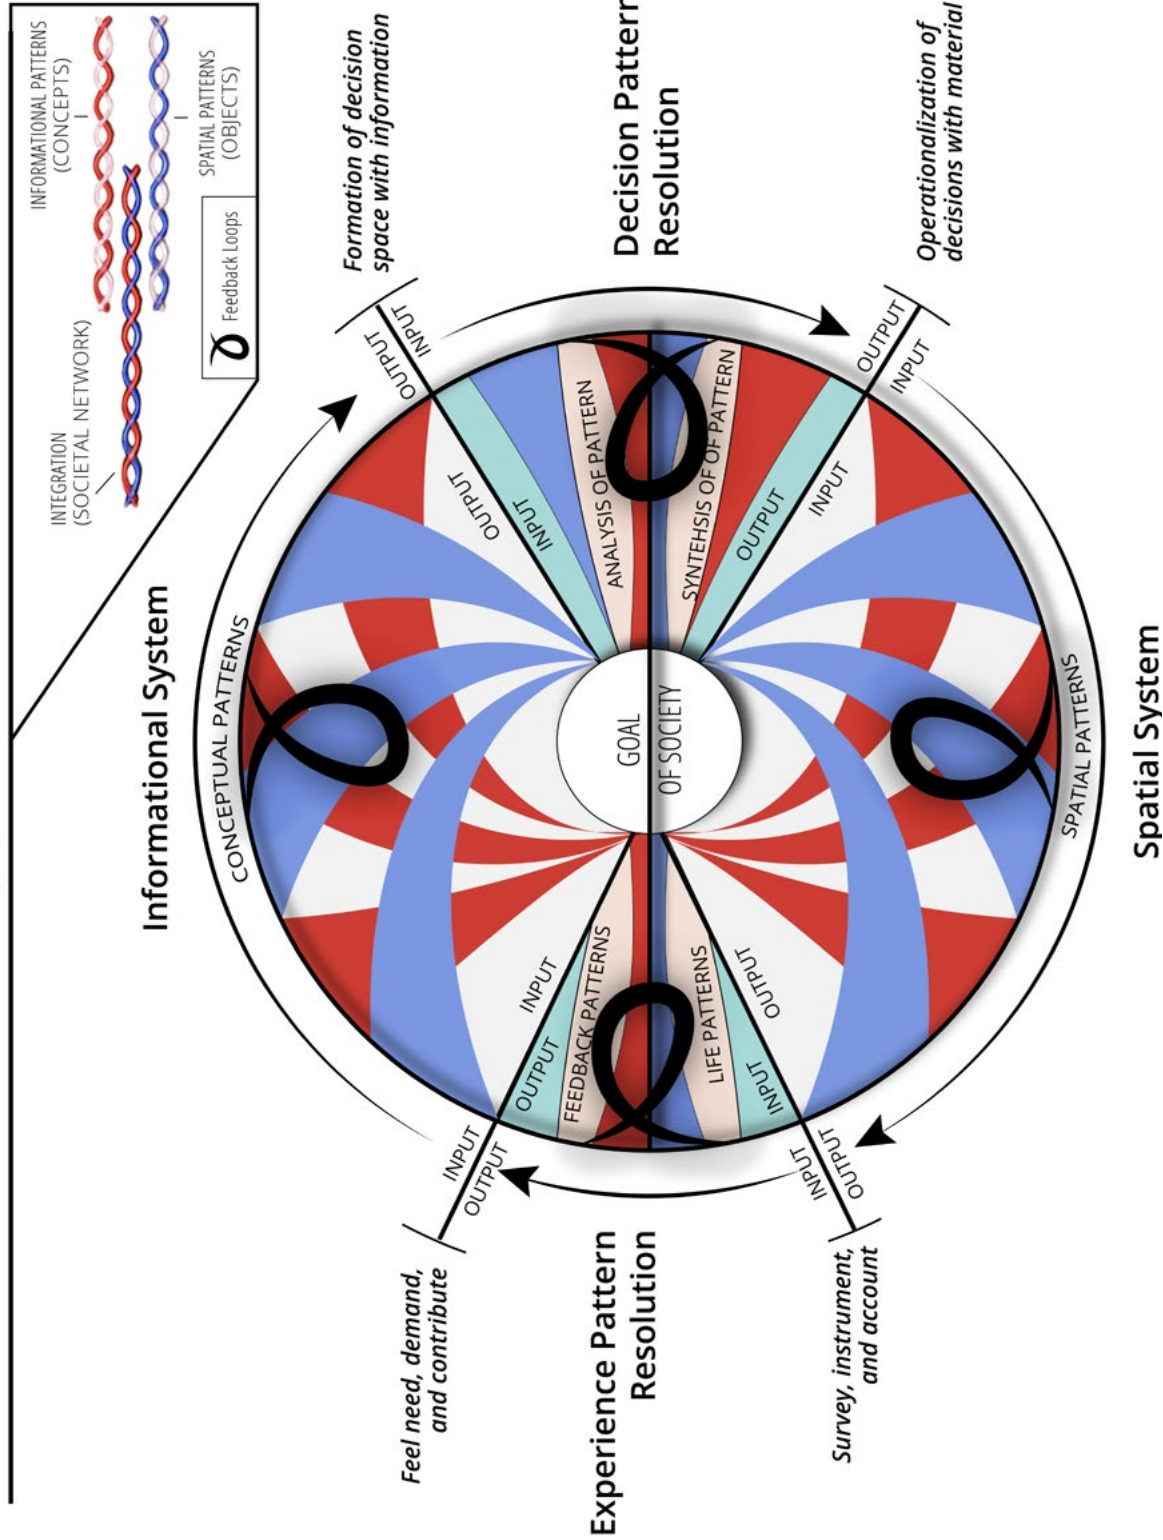 INFORMATIONAL PATTERNS
(CONCEPTS)
SPATIAL PATTERNS
(OBJECTS)
INTEGRATION
(SOCIETAL NETWORK)
Feedback Loops
Informational System
CONCEPTUAL PATTERNS
Formation of decision
space with information
OUTPUT
INPUT
OUTPUT
INPUT
Decision Pattern
Resolution
ANALYSIS OF PATTERN
SYNTEHSIS OF OF PATTERN
OUTPUT
INPUT
OUTPUT
INPUT
Operationalization of
decisions with material
GOAL
OF SOCIETY
SPATIAL PATTERNS
Spatial System
OUTPUT
INPUT
INPUT
OUTPUT
Survey, instrument,
and account
LIFE PATTERNS
FEEDBACK PATTERNS
Experience Pattern
Resolution
INPUT
OUTPUT
INPUT
OUTPUT
Feel need, demand,
and contribute